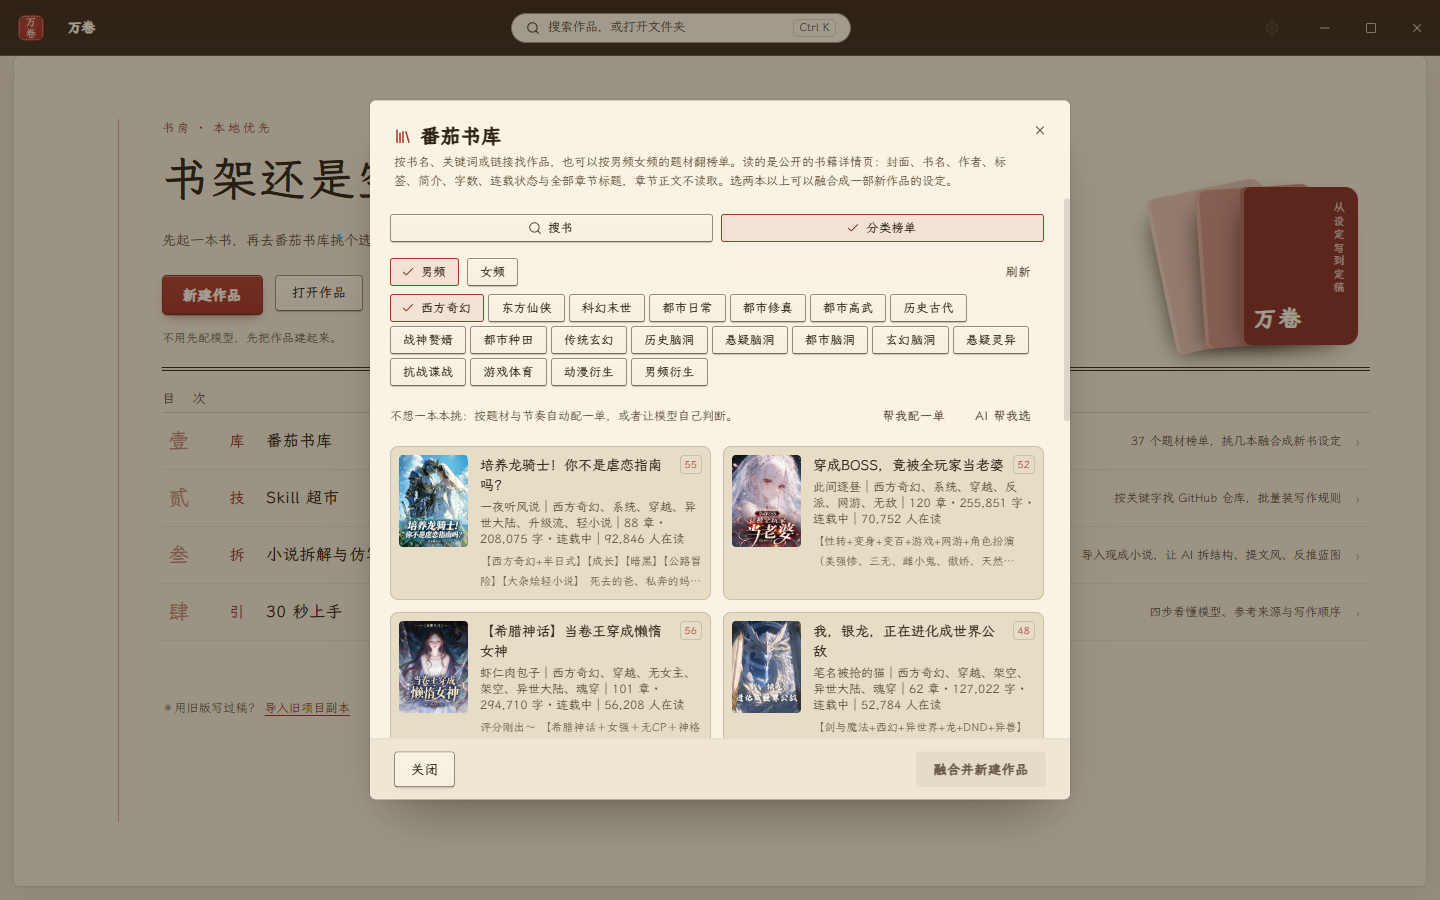 万卷
万卷
搜索作品，或打开文件夹
Ctrl K
书房 · 本地优先
书架还是
先起一本书，再去番茄书库挑个选
新建作品
打开作品
不用先配模型，先把作品建起来。
从设定写到定稿
万卷
目 次
壹 库 番茄书库
37 个题材榜单，挑几本融合成新书设定
贰 技 Skill 超市
按关键字找 GitHub 仓库，批量装写作规则
叁 拆 小说拆解与仿
导入现成小说，让 AI 拆结构、提文风、反推蓝图
肆 引 30 秒上手
四步看懂模型、参考来源与写作顺序
＊用旧版写过稿？ 导入旧项目副本
番茄书库
按书名、关键词或链接找作品，也可以按男频女频的题材翻榜单。读的是公开的书籍详情页：封面、书名、作者、标
签、简介、字数、连载状态与全部章节标题，章节正文不读取。选两本以上可以融合成一部新作品的设定。
搜书
分类榜单
男频
女频
刷新
西方奇幻
东方仙侠
科幻末世
都市日常
都市修真
都市高武
历史古代
战神赘婿
都市种田
传统玄幻
历史脑洞
悬疑脑洞
都市脑洞
玄幻脑洞
悬疑灵异
抗战谍战
游戏体育
动漫衍生
男频衍生
不想一本本挑：按题材与节奏自动配一单，或者让模型自己判断。
帮我配一单
AI 帮我选
培养龙骑士！
你不是虐恋指南吗？
培养龙骑士！你不是虐恋指南
吗？
55
一夜听风说｜西方奇幻、系统、穿越、异
世大陆、升级流、轻小说｜88 章・
208,075 字・连载中｜92,846 人在读
【西方奇幻+半日式】【成长】【暗黑】【公路冒
险】【大杂烩轻小说】 死去的爸、私奔的妈…
当老婆
穿成BOSS，竟被全玩家当老婆
52
此间逐昼｜西方奇幻、系统、穿越、反
派、网游、无敌｜120 章・255,851 字・
连载中｜70,752 人在读
【性转+变身+变百+游戏+网游+角色扮演
（美强惨、三无、雌小鬼、傲娇、天然…
当卷王穿成
懒惰女神
【希腊神话】当卷王穿成懒惰
女神
56
虾仁肉包子｜西方奇幻、穿越、无女主、
架空、异世大陆、魂穿｜101 章・
294,710 字・连载中｜56,208 人在读
评分刚出～ 【希腊神话＋女强＋无CP＋神格
我，银龙，正在进化成世界公
敌
48
笔名被抢的猫｜西方奇幻、穿越、架空、
异世大陆、魂穿｜62 章・127,022 字・
连载中｜52,784 人在读
【剑与魔法+西幻+异世界+龙+DND+异兽】
关闭
融合并新建作品